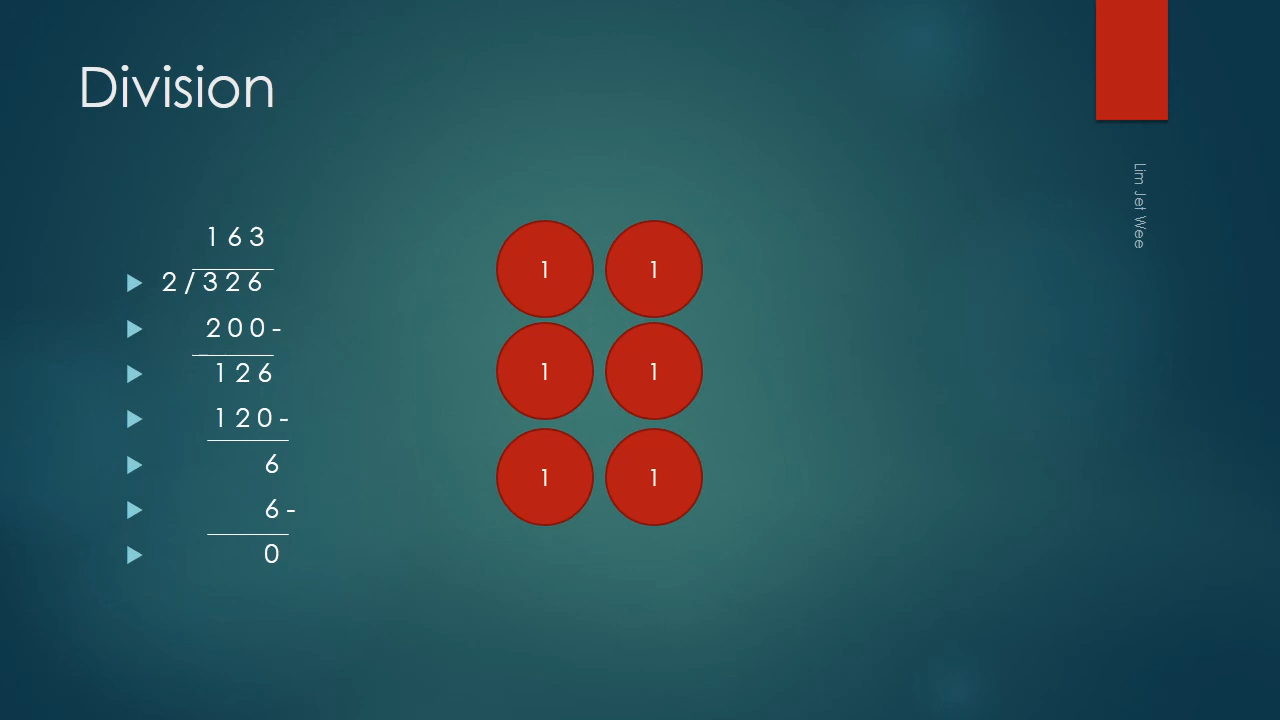 Division
1 6 3
2 / 3 2 6
2 0 0 -
1 2 6
1 2 0 -
6
6 -
0
1 1
1 1
1 1
Lim Jet Wee